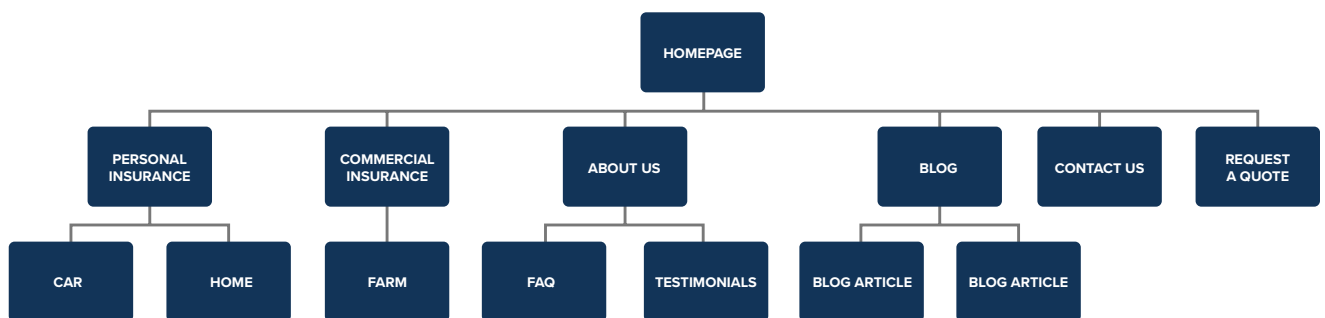 HOMEPAGE
PERSONAL
INSURANCE
COMMERCIAL
INSURANCE
ABOUT US
BLOG
CONTACT US
REQUEST
A QUOTE
CAR
HOME
FARM
FAQ
TESTIMONIALS
BLOG ARTICLE
BLOG ARTICLE